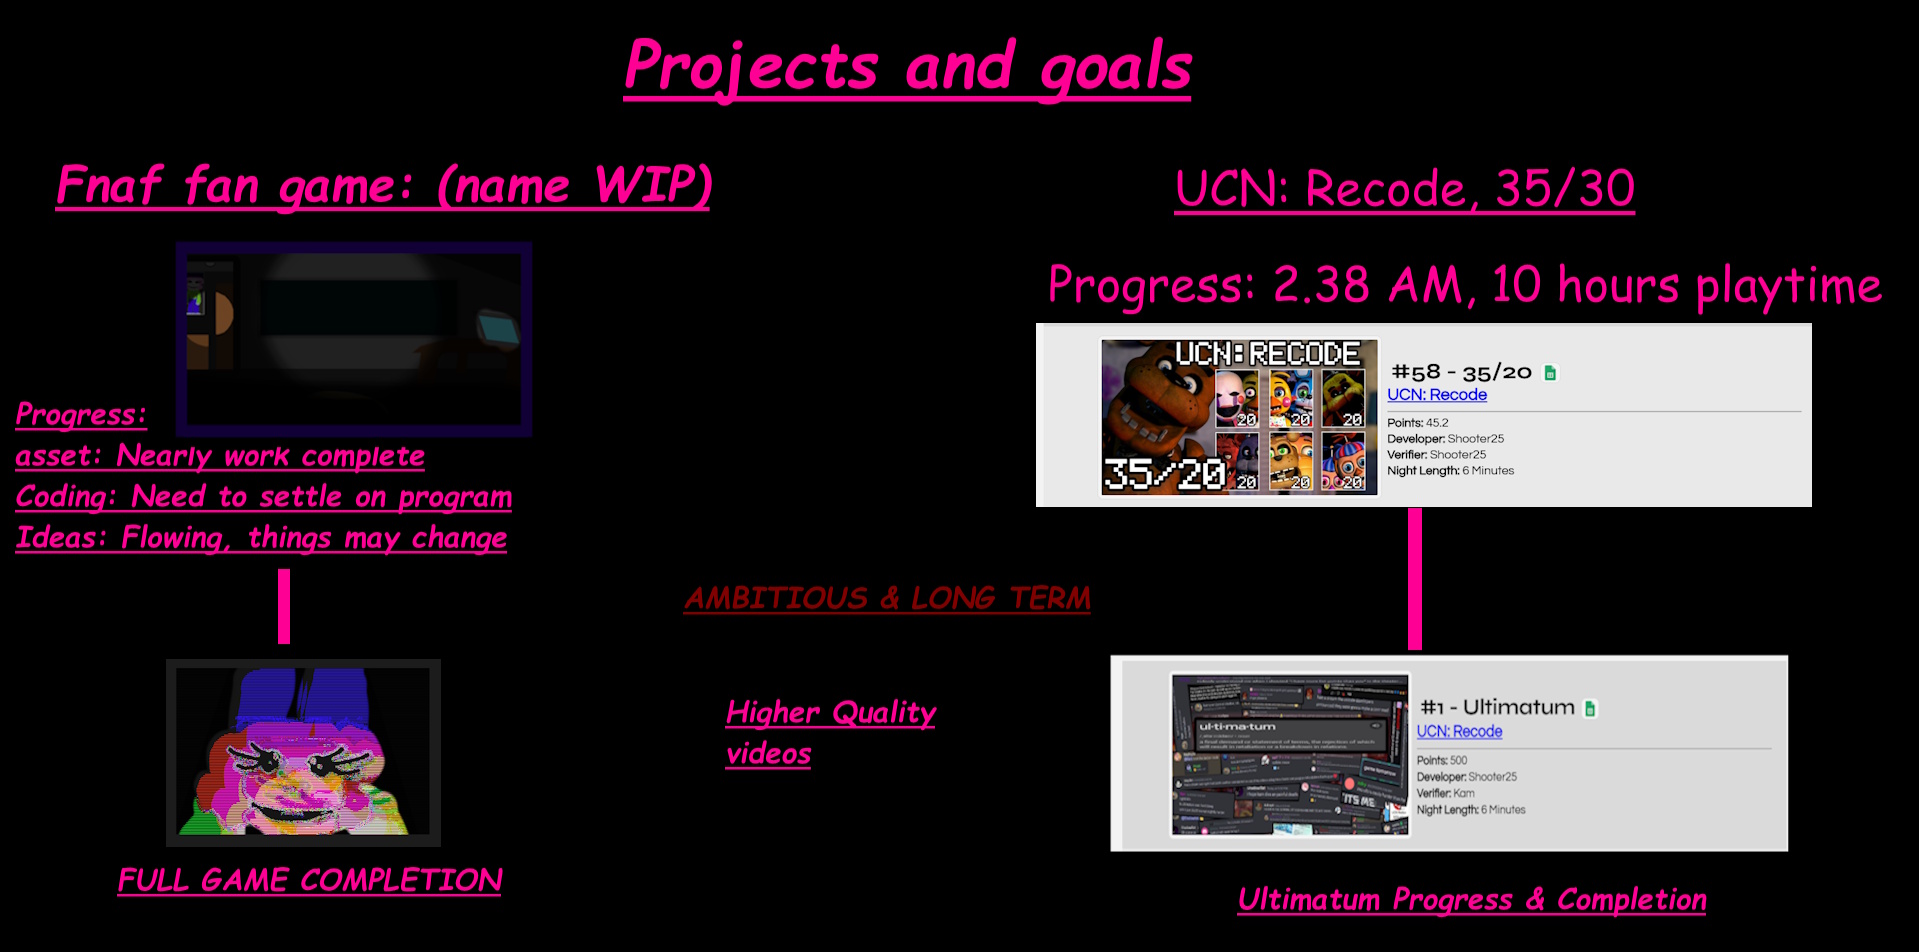 Projects and goals
Fnaf fan game: (name WIP)
Progress:
asset: Nearly work complete
Coding: Need to settle on program
Ideas: Flowing, things may change
FULL GAME COMPLETION
AMBITIOUS & LONG TERM
Higher Quality
videos
UCN: Recode, 35/30
Progress: 2.38 AM, 10 hours playtime
UCN: RECODE
20 20 20
20 20 20
35/20
#58 - 35/20
UCN: Recode
Points: 45.2
Developer: Shooter25
Verifier: Shooter25
Night Length: 6 Minutes
ul·ti·ma·tum
'ITS ME
#1 - Ultimatum
UCN: Recode
Points: 500
Developer: Shooter25
Verifier: Kam
Night Length: 6 Minutes
Ultimatum Progress & Completion